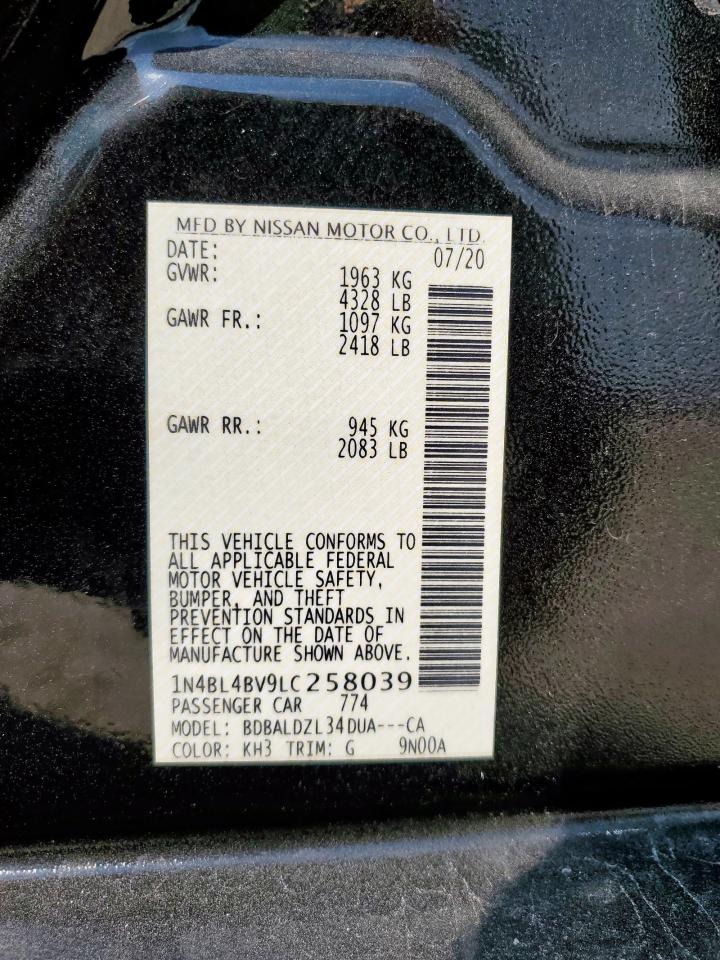 MFD BY NISSAN MOTOR CO., LTD.
DATE: 07/20
GVWR: 1963 KG
4328 LB
GAWR FR.: 1097 KG
2418 LB
GAWR RR.: 945 KG
2083 LB
THIS VEHICLE CONFORMS TO
ALL APPLICABLE FEDERAL
MOTOR VEHICLE SAFETY,
BUMPER, AND THEFT
PREVENTION STANDARDS IN
EFFECT ON THE DATE OF
MANUFACTURE SHOWN ABOVE.
1N4BL4BV9LC258039
PASSENGER CAR 774
MODEL: BDBALDZL34DUA---CA
COLOR: KH3 TRIM: G 9N00A